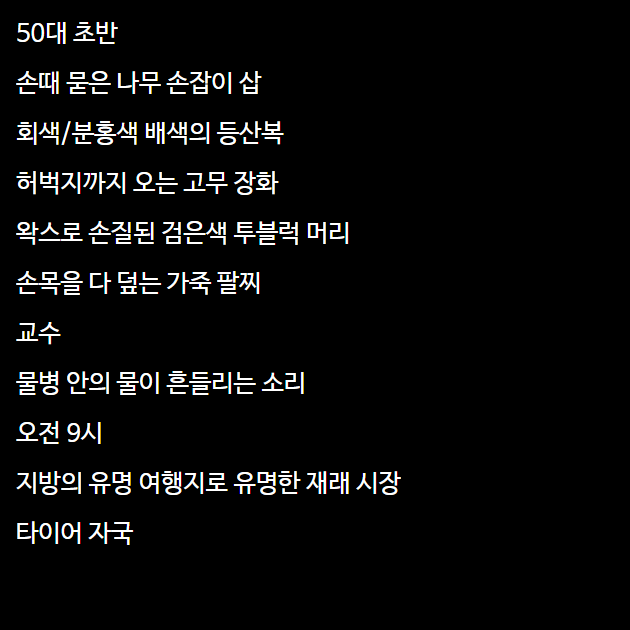 50대 초반
손때 묻은 나무 손잡이 삽
회색/분홍색 배색의 등산복
허벅지까지 오는 고무 장화
왁스로 손질된 검은색 투블럭 머리
손목을 다 덮는 가죽 팔찌
교수
물병 안의 물이 흔들리는 소리
오전 9시
지방의 유명 여행지로 유명한 재래 시장
타이어 자국